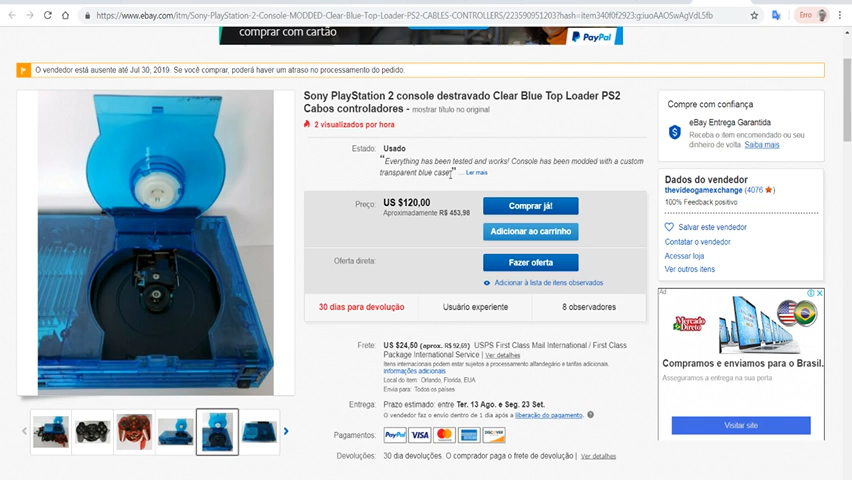 https://www.ebay.com/itm/Sony-PlayStation-2-Console-MODDED-Clear-Blue-Top-Loader-PS2-CABLES-CONTROLLERS/223590951203?hash=item340f0f2923:g:iuoAAOSwAgVdL5fb
Erro
comprar com cartão
PayPal
O vendedor está ausente até Jul 30, 2019. Se você comprar, poderá haver um atraso no processamento do pedido.
Sony PlayStation 2 console destravado Clear Blue Top Loader PS2
Cabos controladores - mostrar título no original
2 visualizados por hora
Estado: Usado
"Everything has been tested and works! Console has been modded with a custom
transparent blue case" ... Ler mais
Preço: US $120,00
Aproximadamente R$ 453,98
Comprar já!
Adicionar ao carrinho
Oferta direta:
Fazer oferta
Adicionar à lista de itens observados
30 dias para devolução
Usuário experiente
8 observadores
Frete: US $24,50 (aprox. R$ 92,69) USPS First Class Mail International / First
Class Package International Service | Ver detalhes
Itens internacionais podem estar sujeitos a processamento alfandegário e tarifas adicionais.
Informações adicionais
Local do item: Orlando, Florida, EUA
Envia para: Todos os países
Entrega: Prazo estimado: entre Ter. 13 Ago. e Seg. 23 Set.
O vendedor faz o envio dentro de 1 dia após a liberação do pagamento.
Pagamentos: PayPal VISA DISCOVER
Devoluções: 30 dia devoluções. O comprador paga o frete de devolução | Ver detalhes
Compre com confiança
eBay Entrega Garantida
Receba o item encomendado ou seu
dinheiro de volta. Saiba mais
Dados do vendedor
thevideogamexchange (4076 )
100% Feedback positivo
Salvar este vendedor
Contatar o vendedor
Acessar loja
Ver outros itens
Ad
Mercado
Direto
Compramos e enviamos para o Brasil.
Asseguramos a entrega na sua porta
Visitar site